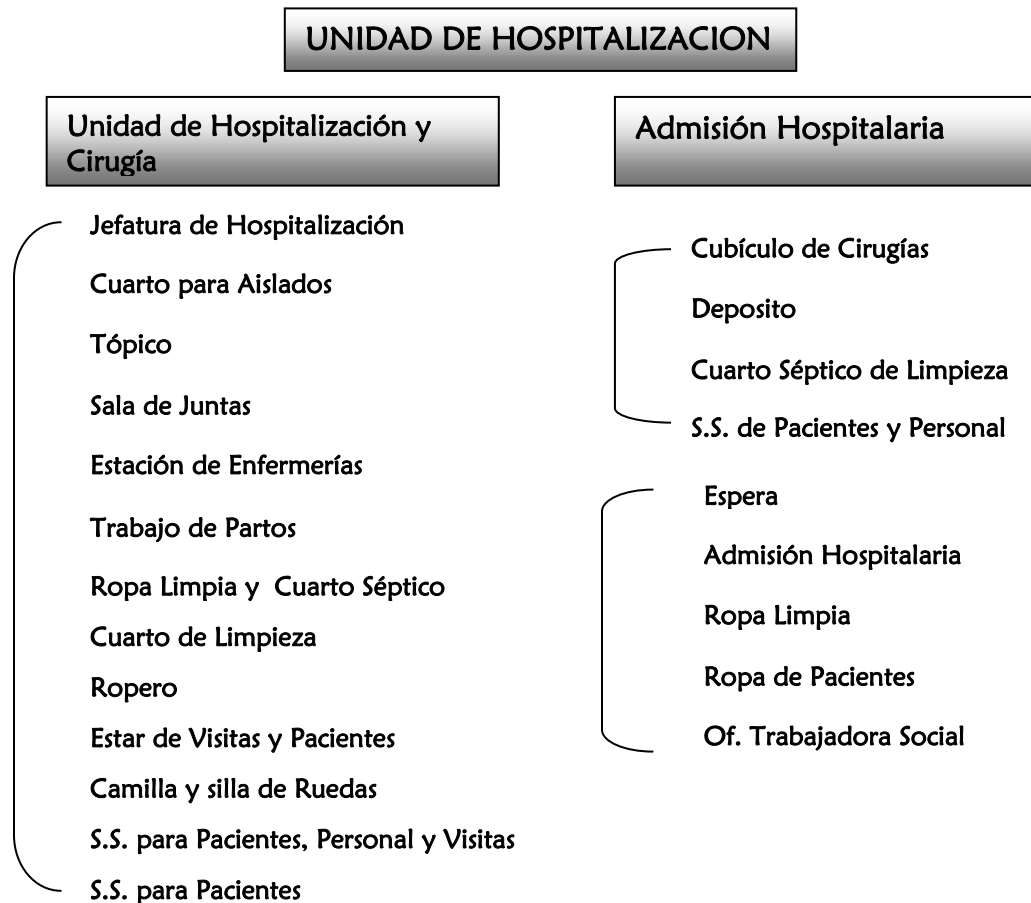 UNIDAD DE HOSPITALIZACION
Unidad de Hospitalización y
Cirugía
Jefatura de Hospitalización
Cuarto para Aislados
Tópico
Sala de Juntas
Estación de Enfermerías
Trabajo de Partos
Ropa Limpia y Cuarto Séptico
Cuarto de Limpieza
Ropero
Estar de Visitas y Pacientes
Camilla y silla de Ruedas
S.S. para Pacientes, Personal y Visitas
S.S. para Pacientes
Admisión Hospitalaria
Cubículo de Cirugías
Deposito
Cuarto Séptico de Limpieza
S.S. de Pacientes y Personal
Espera
Admisión Hospitalaria
Ropa Limpia
Ropa de Pacientes
Of. Trabajadora Social